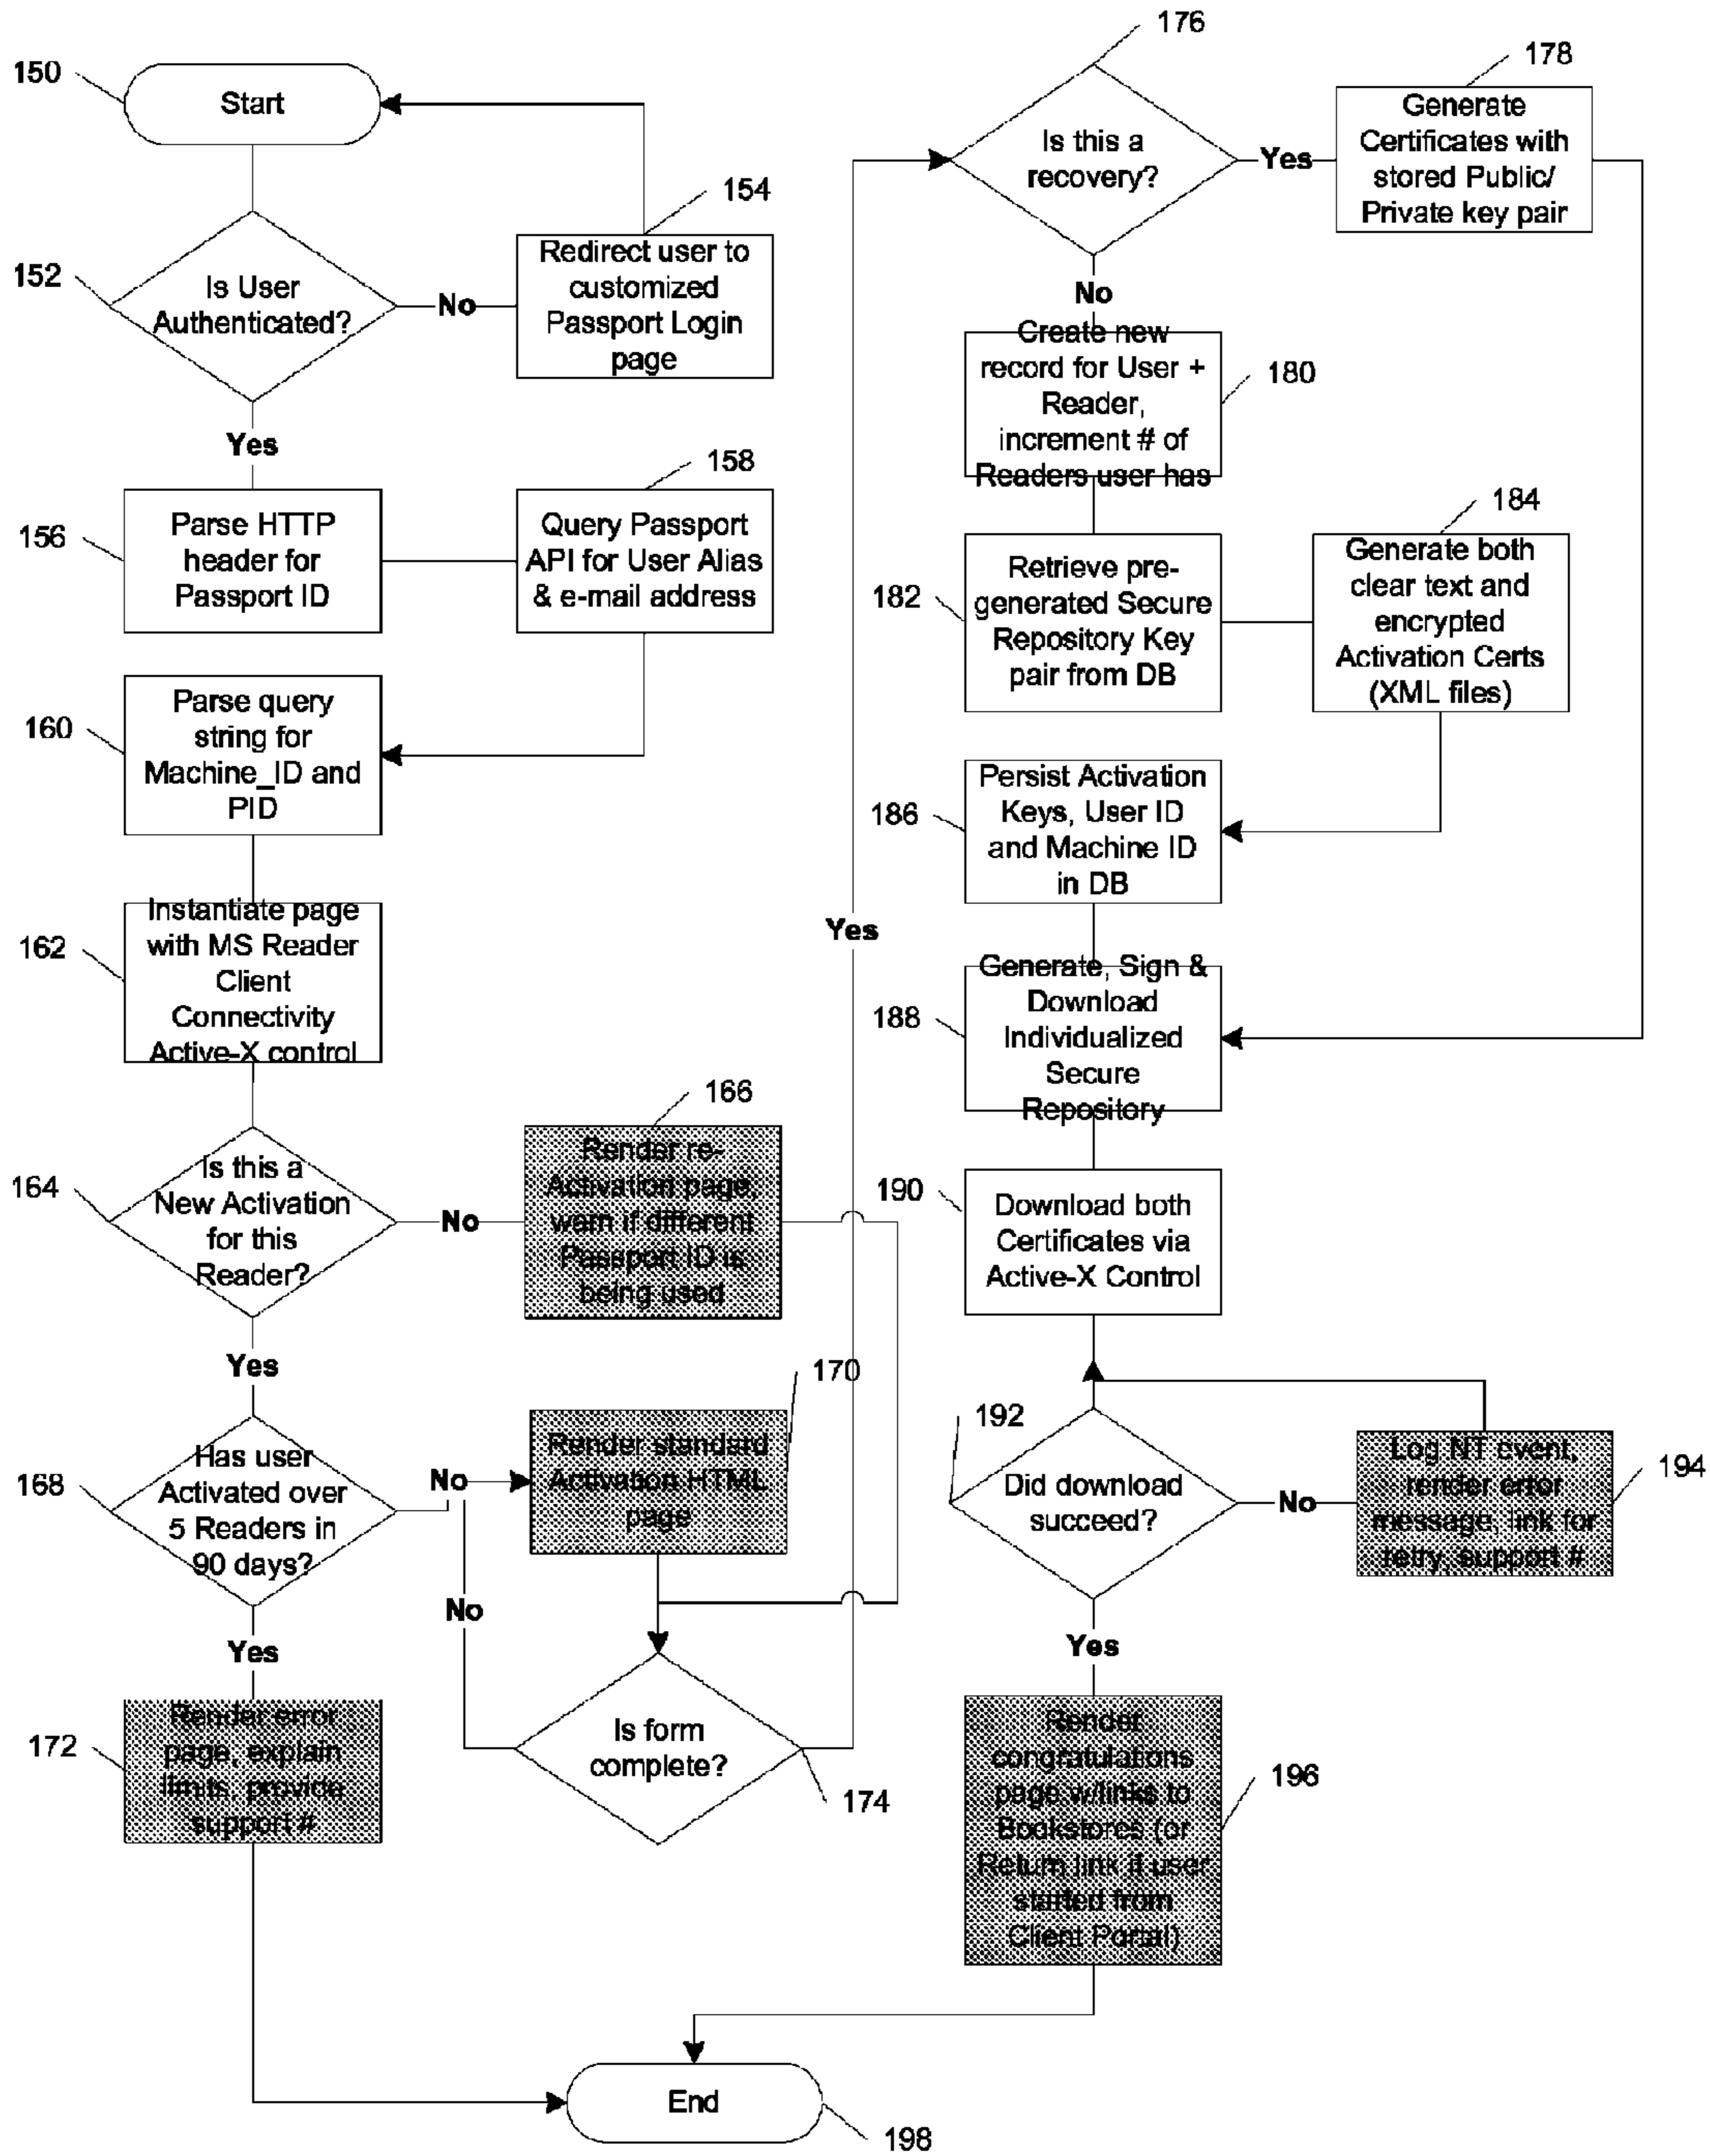 150
Start
154
152
Is User
Authenticated?
No
Redirect user to
customized
Passport Login
page
Yes
158
156
Parse HTTP
header for
Passport ID
Query Passport
API for User Alias
& e-mail address
160
Parse query
string for
Machine_ID and
PID
162
Instantiate page
with MS Reader
Client
Connectivity
Active-X control
166
164
Is this a
New Activation
for this
Reader?
No
Render re-
Activation page,
warn if different
Passport ID is
being used
Yes
170
168
Has user
Activated over
5 Readers in
90 days?
No
Render standard
Activation HTML
page
No
Yes
172
Render error
page, explain
limits, provide
support #
Is form
complete?
174
Yes
176
Is this a
recovery?
Yes
178
Generate
Certificates with
stored Public/
Private key pair
No
180
Create new
record for User +
Reader,
increment # of
Readers user has
184
182
Retrieve pre-
generated Secure
Repository Key
pair from DB
Generate both
clear text and
encrypted
Activation Certs
(XML files)
186
Persist Activation
Keys, User ID
and Machine ID
in DB
188
Generate, Sign &
Download
Individualized
Secure
Repository
190
Download both
Certificates via
Active-X Control
192
Did download
succeed?
No
Log NT event,
render error
message, link for
retry, support #
194
Yes
196
Render
congratulations
page w/links to
Bookstores (or
Return link if user
started from
Client Portal)
End
198